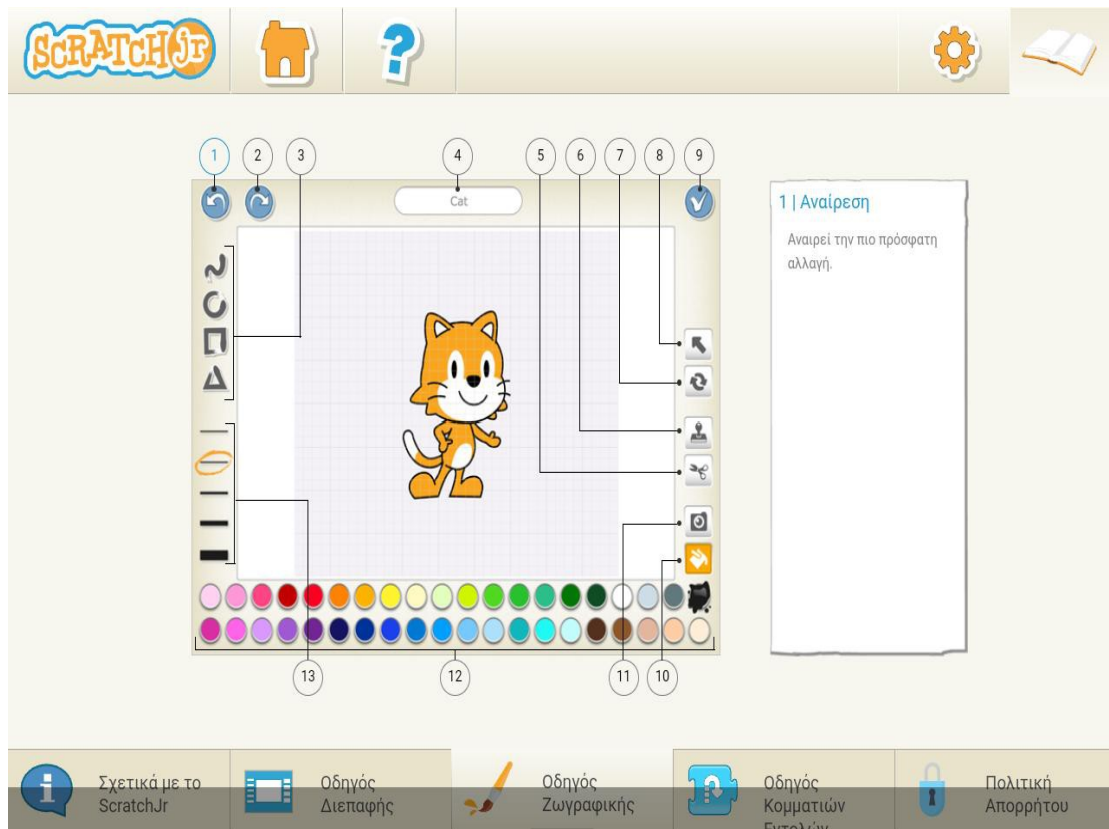 SCRATCHJr
?
1
2
3
4
5
6
7
8
9
Cat
1 | Αναίρεση
Αναιρεί την πιο πρόσφατη
αλλαγή.
13
12
11
10
i
Σχετικά με το
ScratchJr
Οδηγός
Διεπαφής
Οδηγός
Ζωγραφικής
Οδηγός
Κομματιών
Εντολών
Πολιτική
Απορρήτου